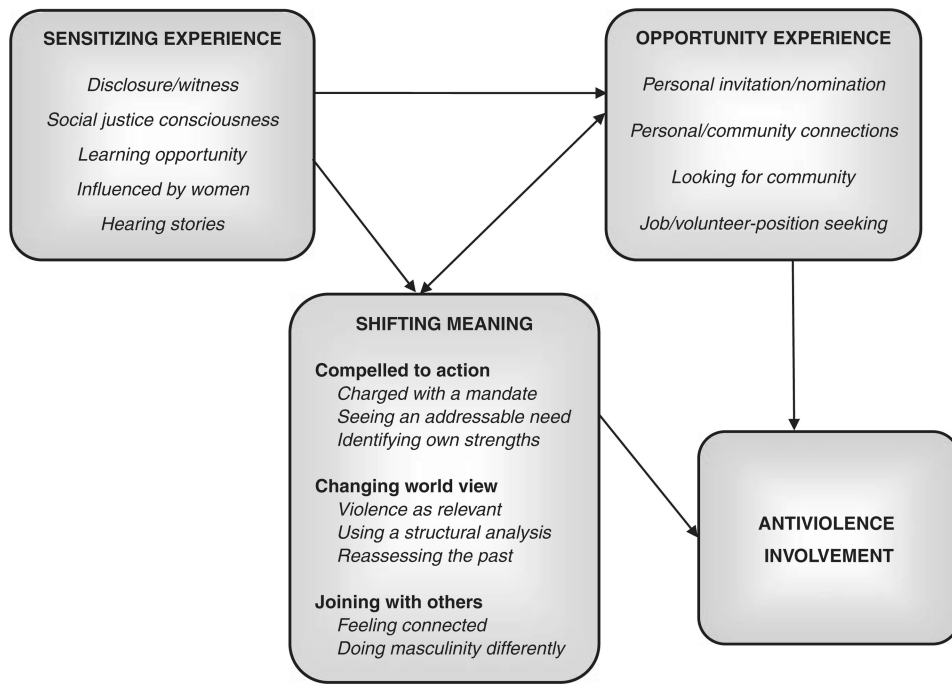 SENSITIZING EXPERIENCE
Disclosure/witness
Social justice consciousness
Learning opportunity
Influenced by women
Hearing stories
OPPORTUNITY EXPERIENCE
Personal invitation/nomination
Personal/community connections
Looking for community
Job/volunteer-position seeking
SHIFTING MEANING
Compelled to action
Charged with a mandate
Seeing an addressable need
Identifying own strengths
Changing world view
Violence as relevant
Using a structural analysis
Reassessing the past
Joining with others
Feeling connected
Doing masculinity differently
ANTIVIOLENCE
INVOLVEMENT